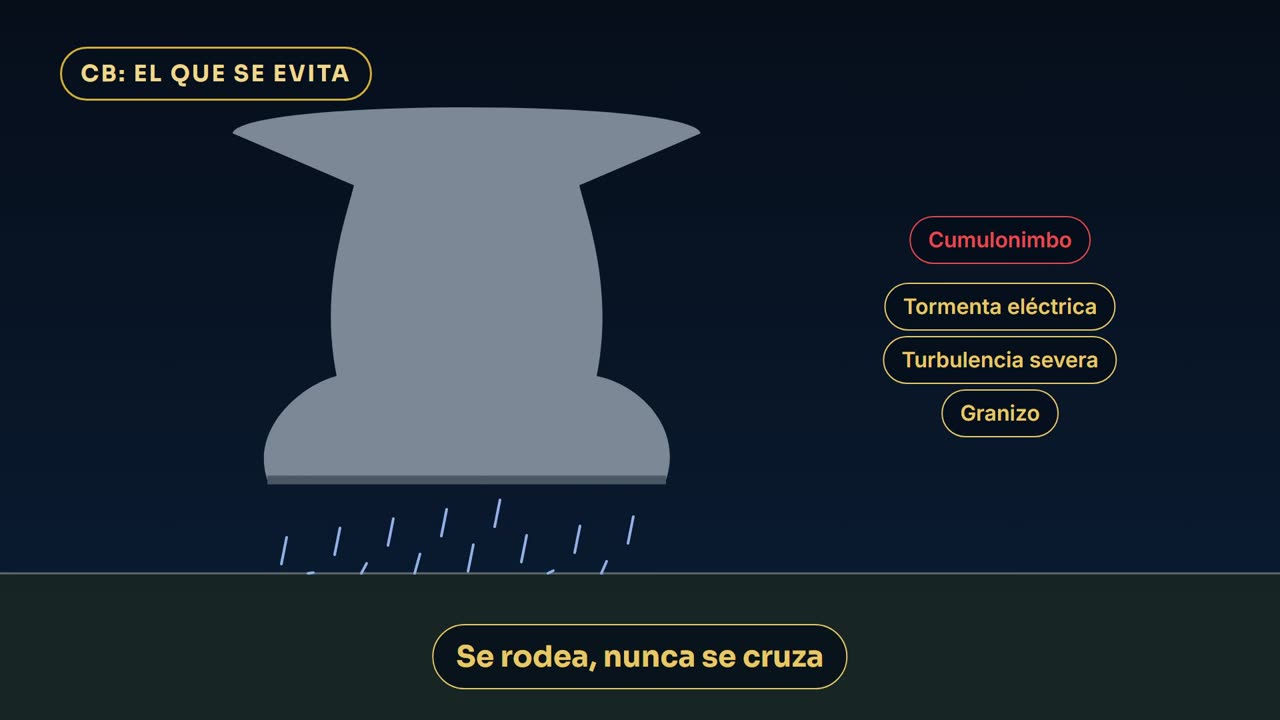 CB: EL QUE SE EVITA
Cumulonimbo
Tormenta eléctrica
Turbulencia severa
Granizo
Se rodea, nunca se cruza